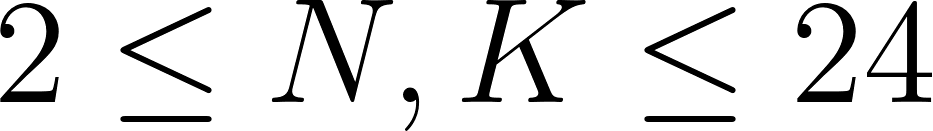 2 ≤ N, K ≤ 24